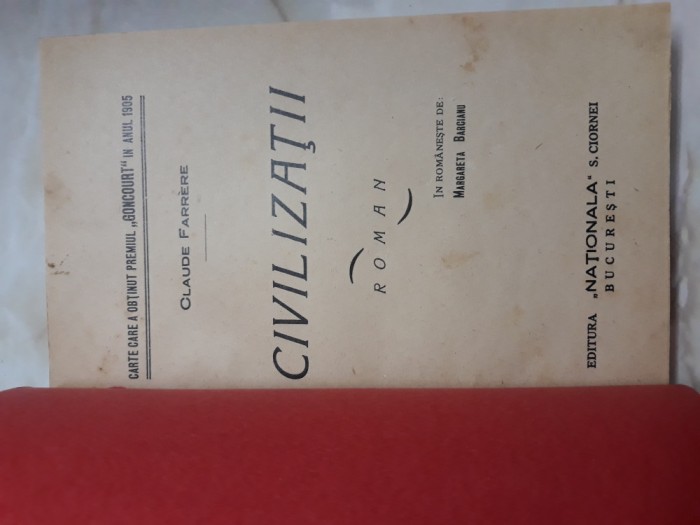 CARTE CARE A OBȚINUT PREMIUL „GONCOURT“ IN ANUL 1905
CLAUDE FARRÈRE
CIVILIZAȚII
ROMAN
IN ROMÂNEȘTE DE:
MARGARETA BARCIANU
EDITURA „NAȚIONALA“ S. CIORNEI
BUCUREȘTI